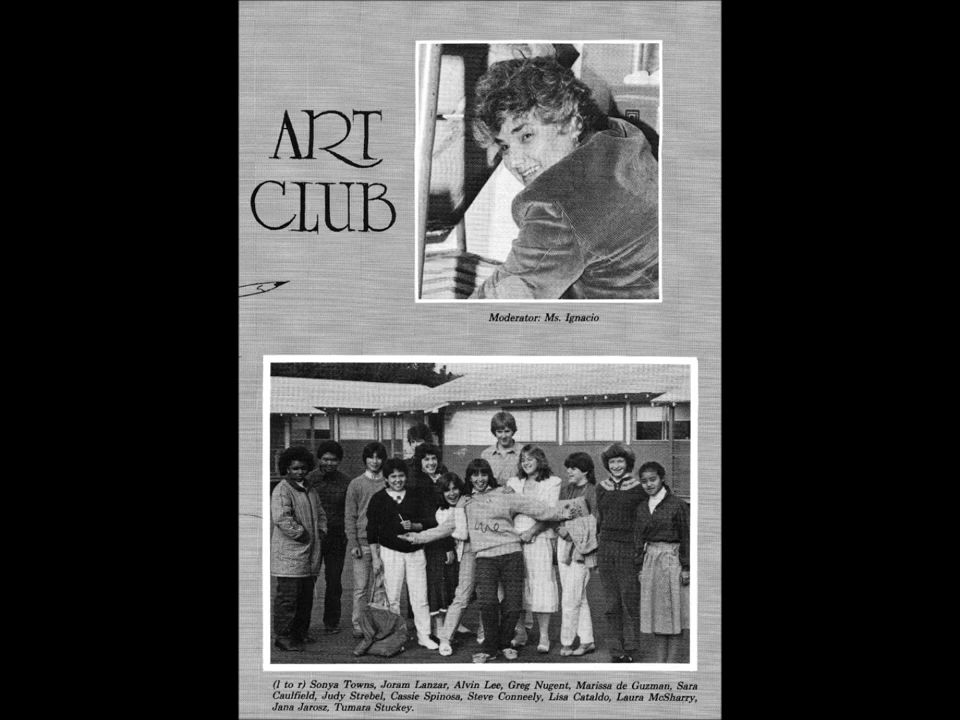 ART
CLUB
Moderator: Ms. Ignacio
(l to r) Sonya Towns, Joram Lanzar, Alvin Lee, Greg Nugent, Marissa de Guzman, Sara
Caulfield, Judy Strebel, Cassie Spinosa, Steve Conneely, Lisa Cataldo, Laura McSharry,
Jana Jarosz, Tumara Stuckey.